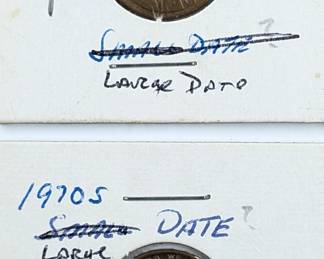 Small Date ?
Large Date
1970S
Small DATE ?
Large